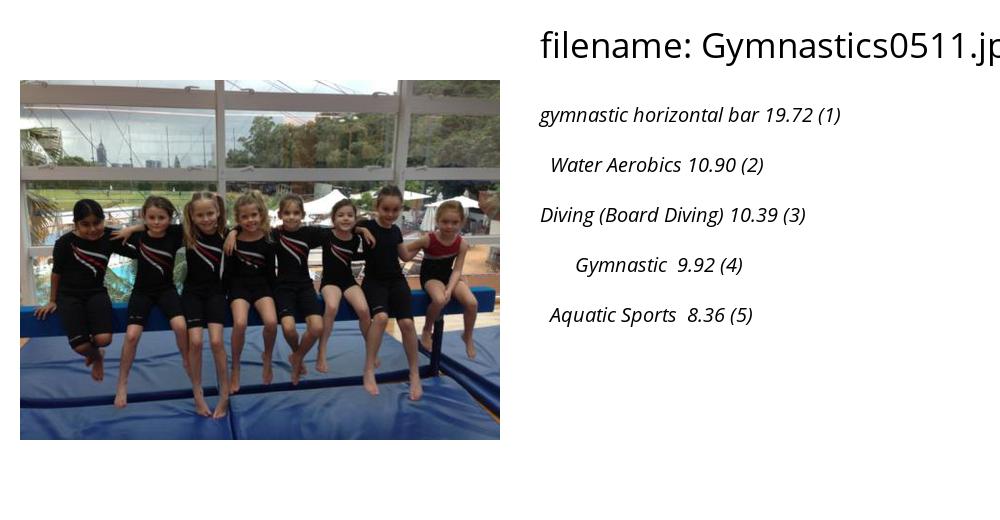 filename: Gymnastics0511.jp
gymnastic horizontal bar 19.72 (1)
Water Aerobics 10.90 (2)
Diving (Board Diving) 10.39 (3)
Gymnastic 9.92 (4)
Aquatic Sports 8.36 (5)